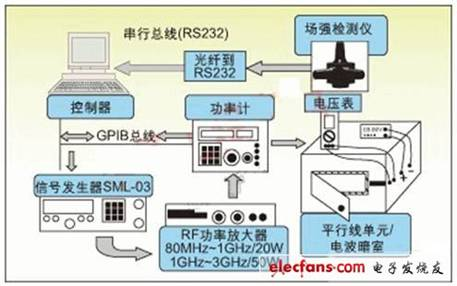 串行总线(RS232)
光纤到
RS232
场强检测仪
控制器
功率计
电压表
GPIB总线
信号发生器SML-03
RF功率放大器
80MHz~1GHz/20W
1GHz~3GHz/50W
平行线单元/
电波暗室
elecfans.com 电子发烧友